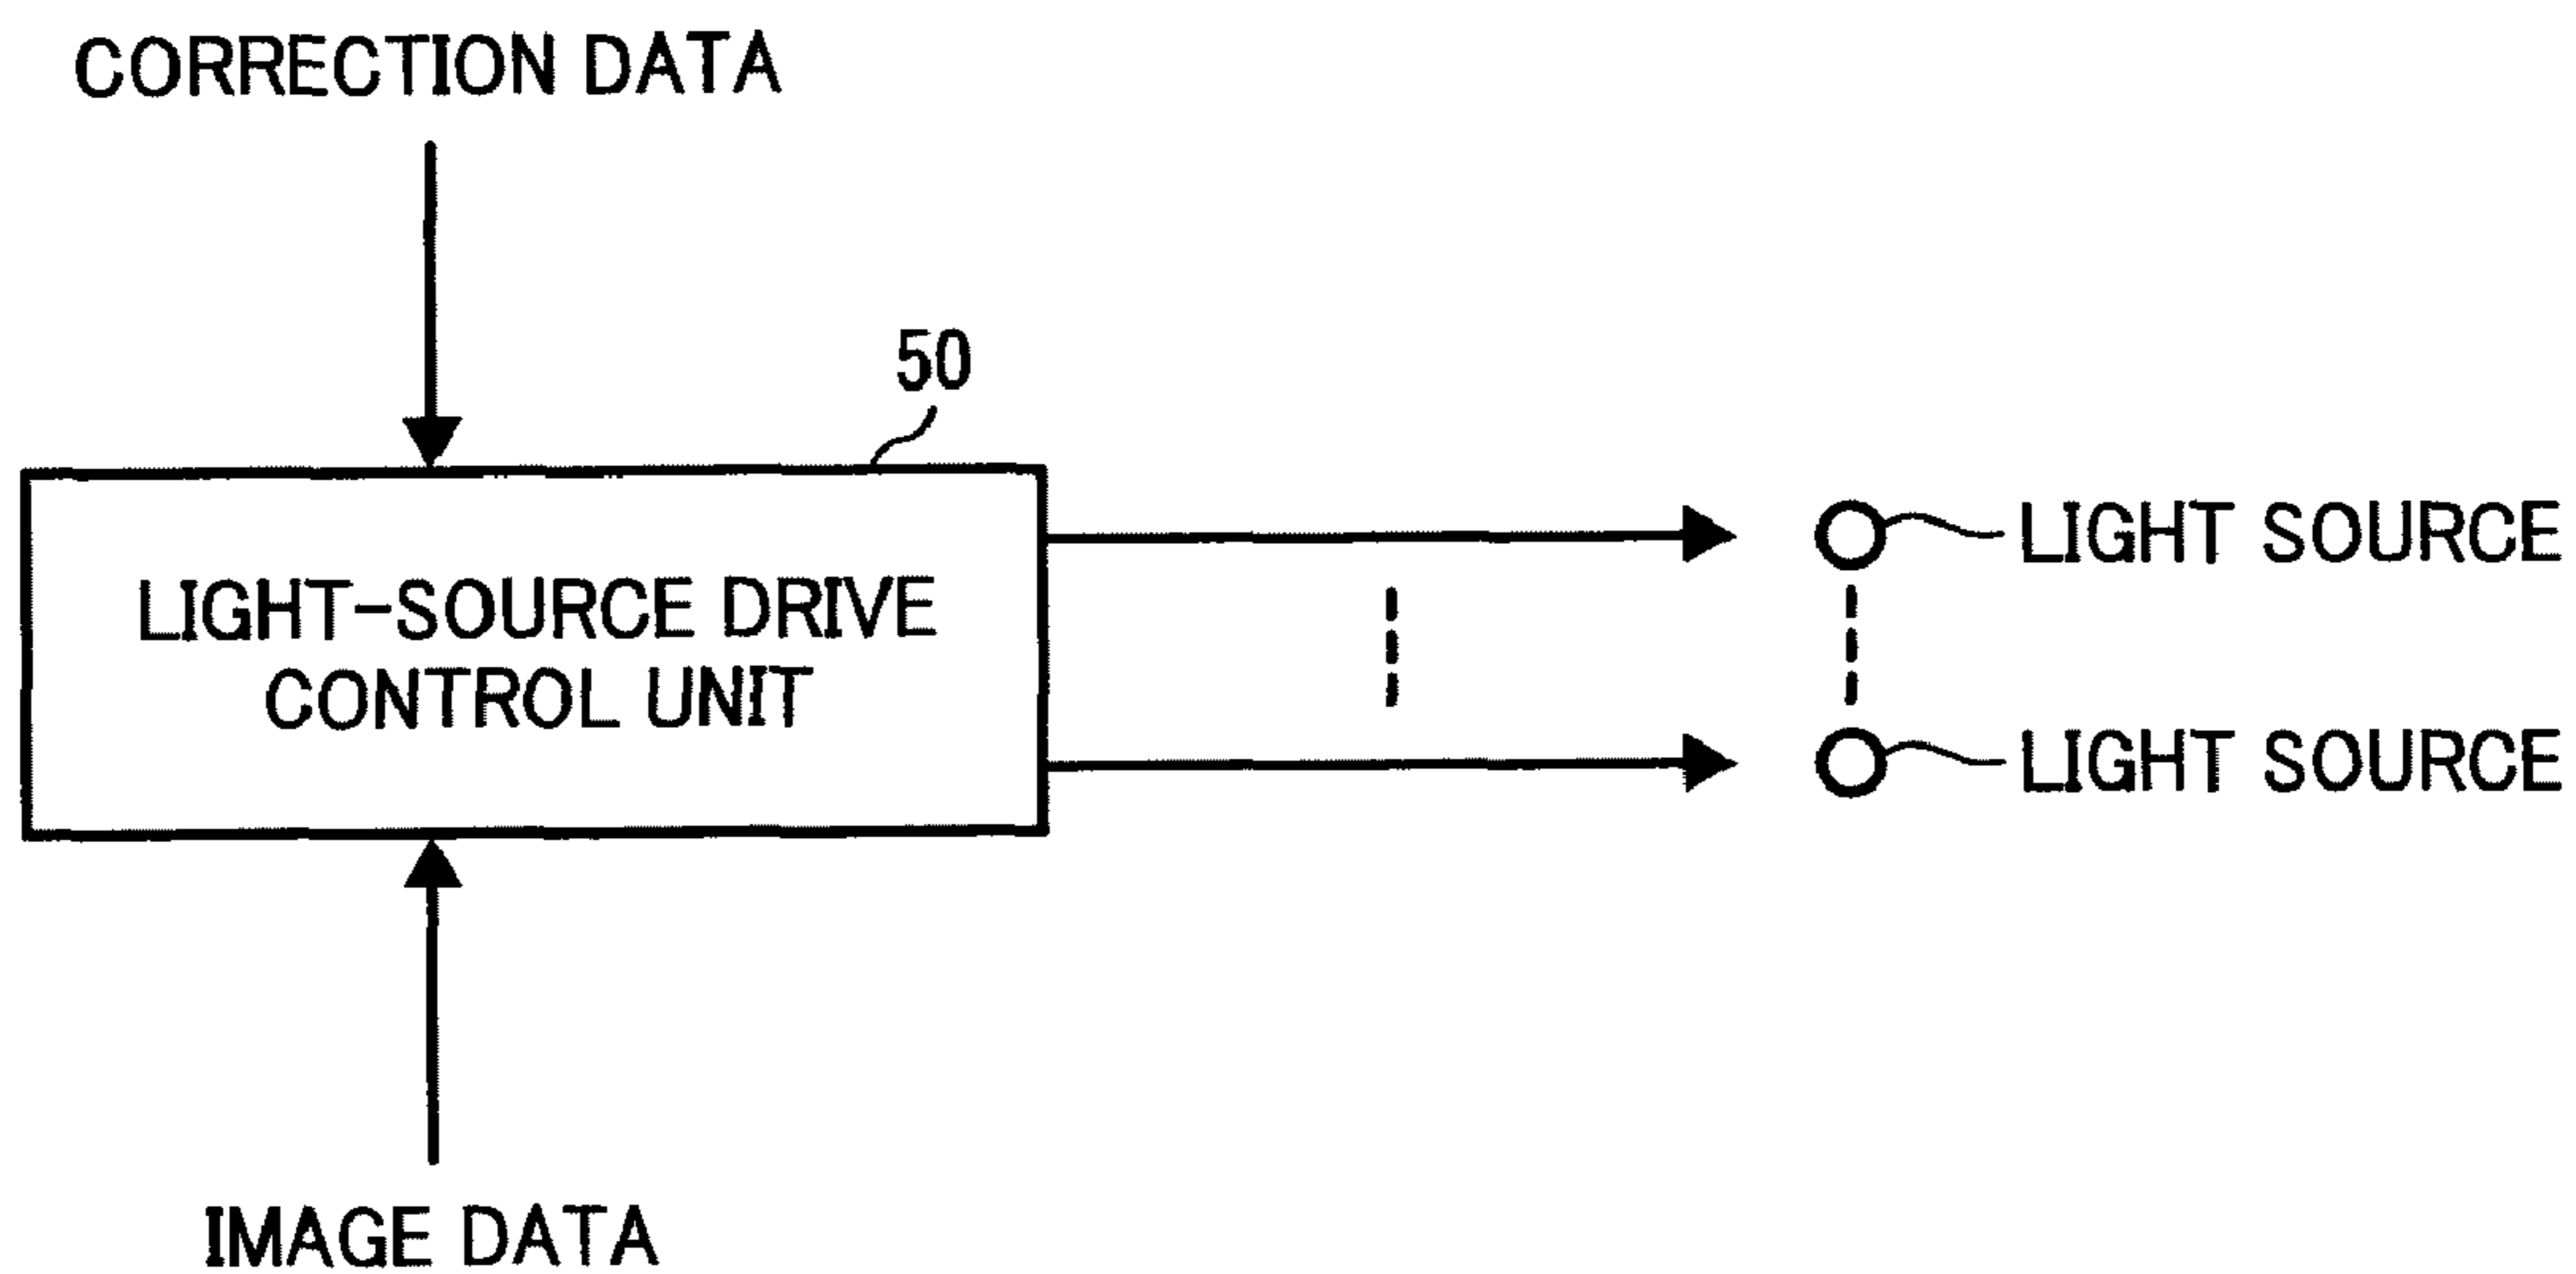 CORRECTION DATA
50
LIGHT-SOURCE DRIVE
CONTROL UNIT
LIGHT SOURCE
LIGHT SOURCE
IMAGE DATA